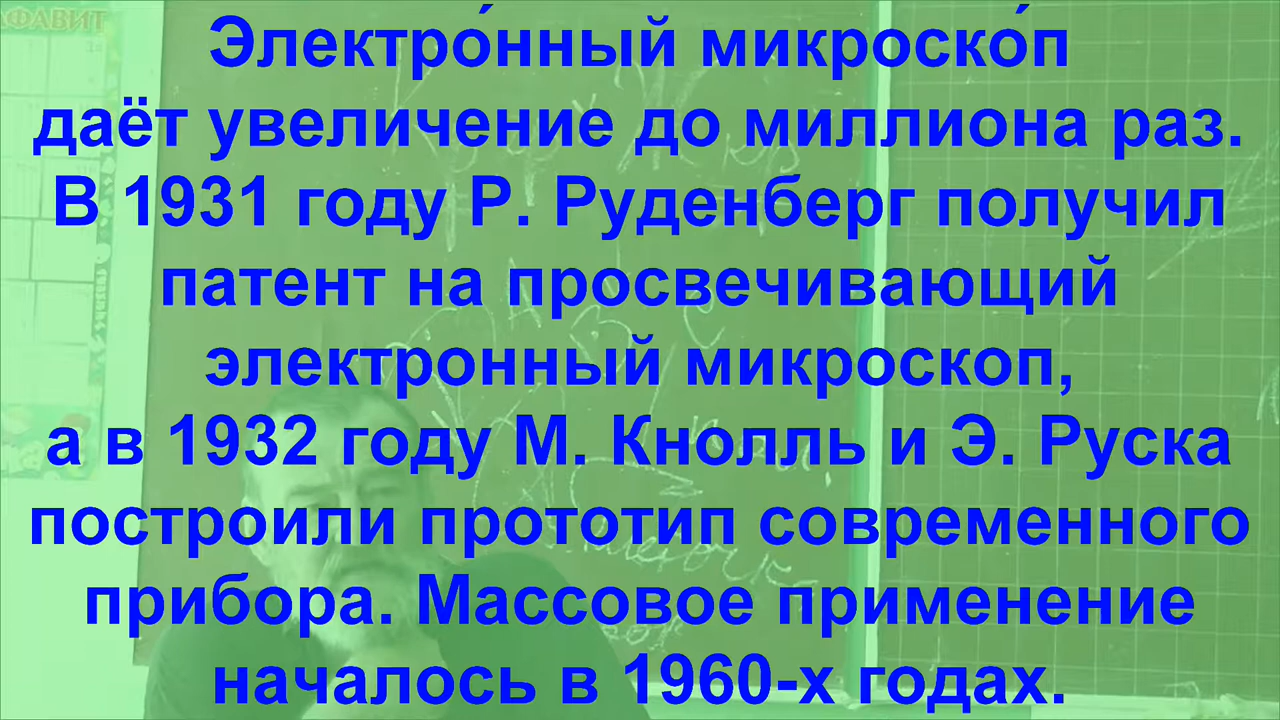 АФАВИТ
Электро́нный микроско́п
даёт увеличение до миллиона раз.
В 1931 году Р. Руденберг получил
патент на просвечивающий
электронный микроскоп,
а в 1932 году М. Кнолль и Э. Руска
построили прототип современного
прибора. Массовое применение
началось в 1960-х годах.